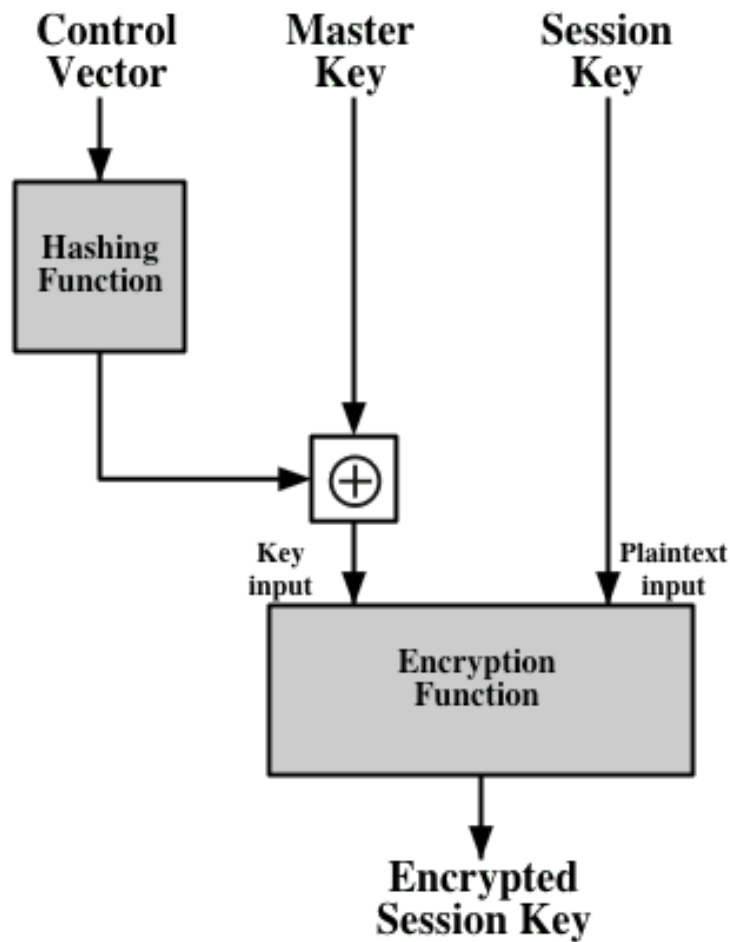 Control
Vector
Master
Key
Session
Key
Hashing
Function
Key
input
Plaintext
input
Encryption
Function
Encrypted
Session Key